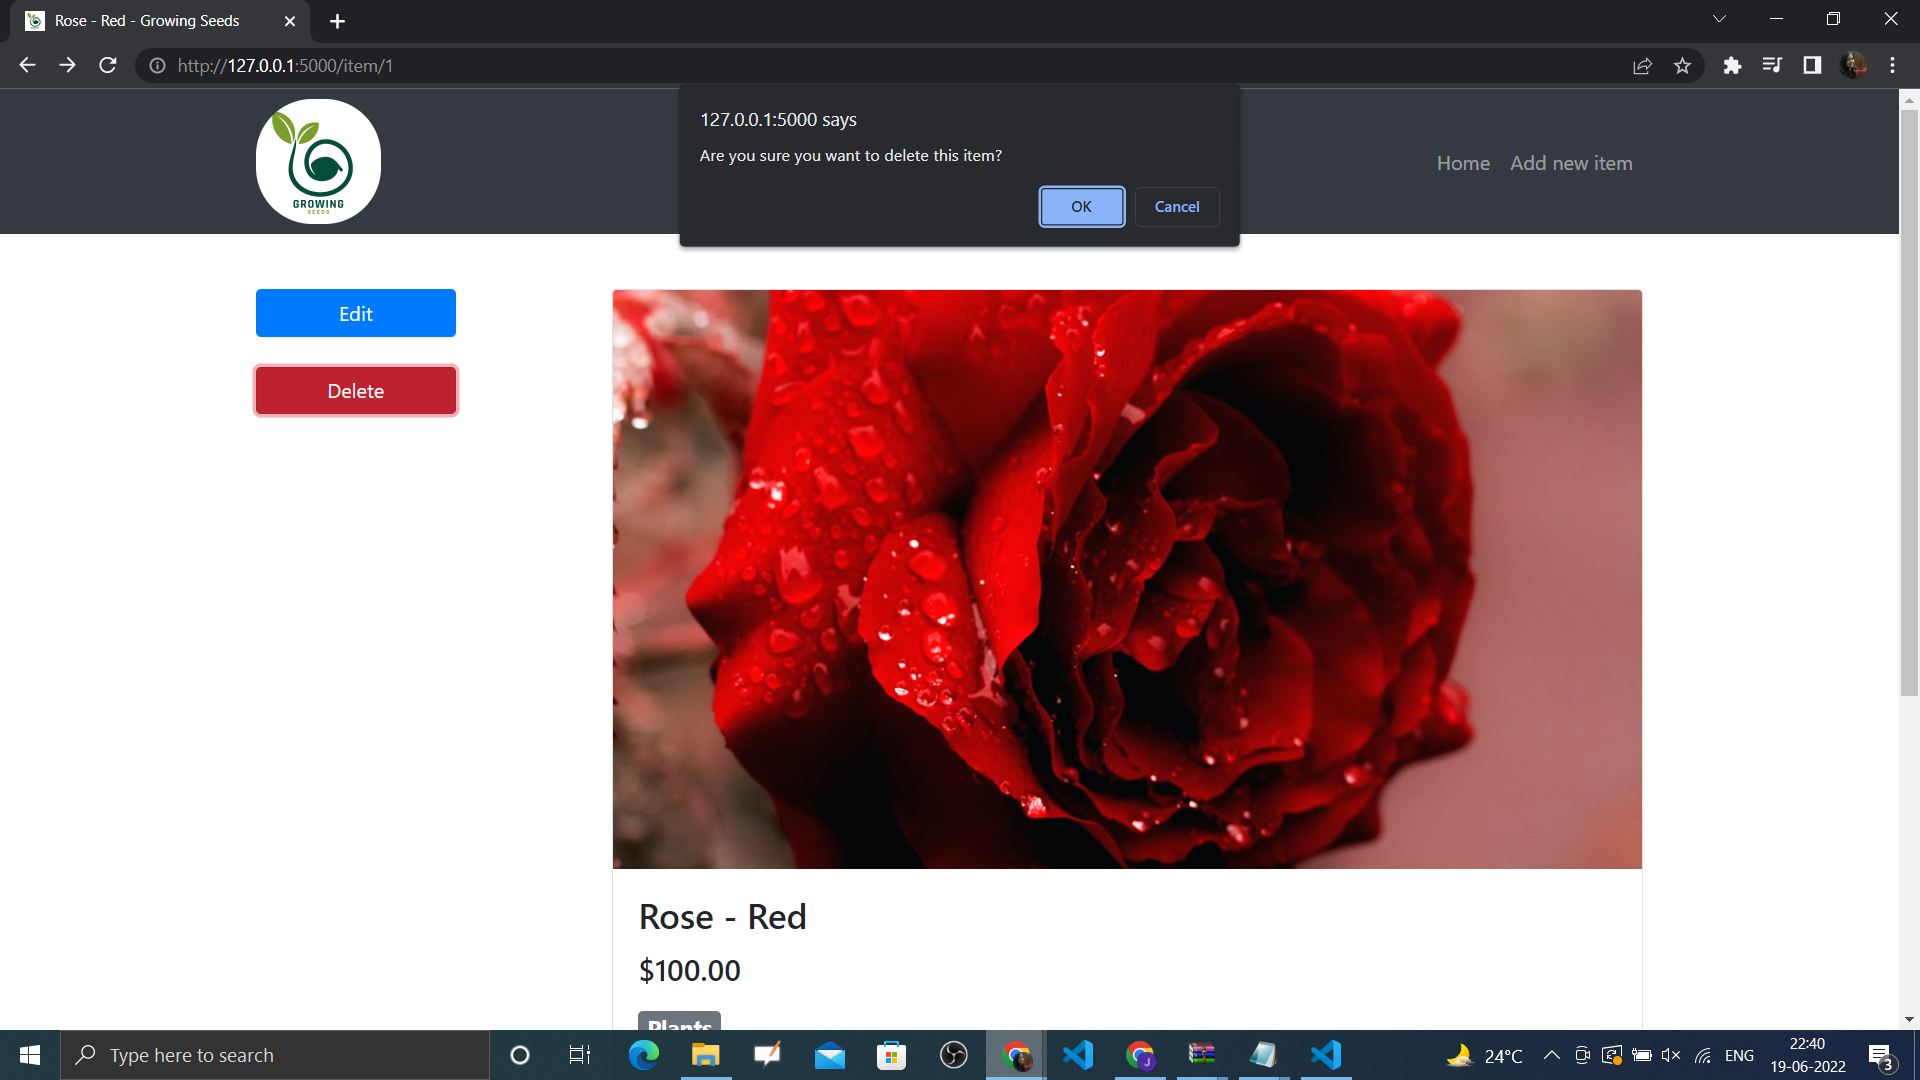 Rose - Red - Growing Seeds
http://127.0.0.1:5000/item/1
127.0.0.1:5000 says
Are you sure you want to delete this item?
OK
Cancel
GROWING
SEEDS
Home
Add new item
Edit
Delete
Rose - Red
$100.00
Plants
Type here to search
J
24°C
ENG
22:40
19-06-2022
3